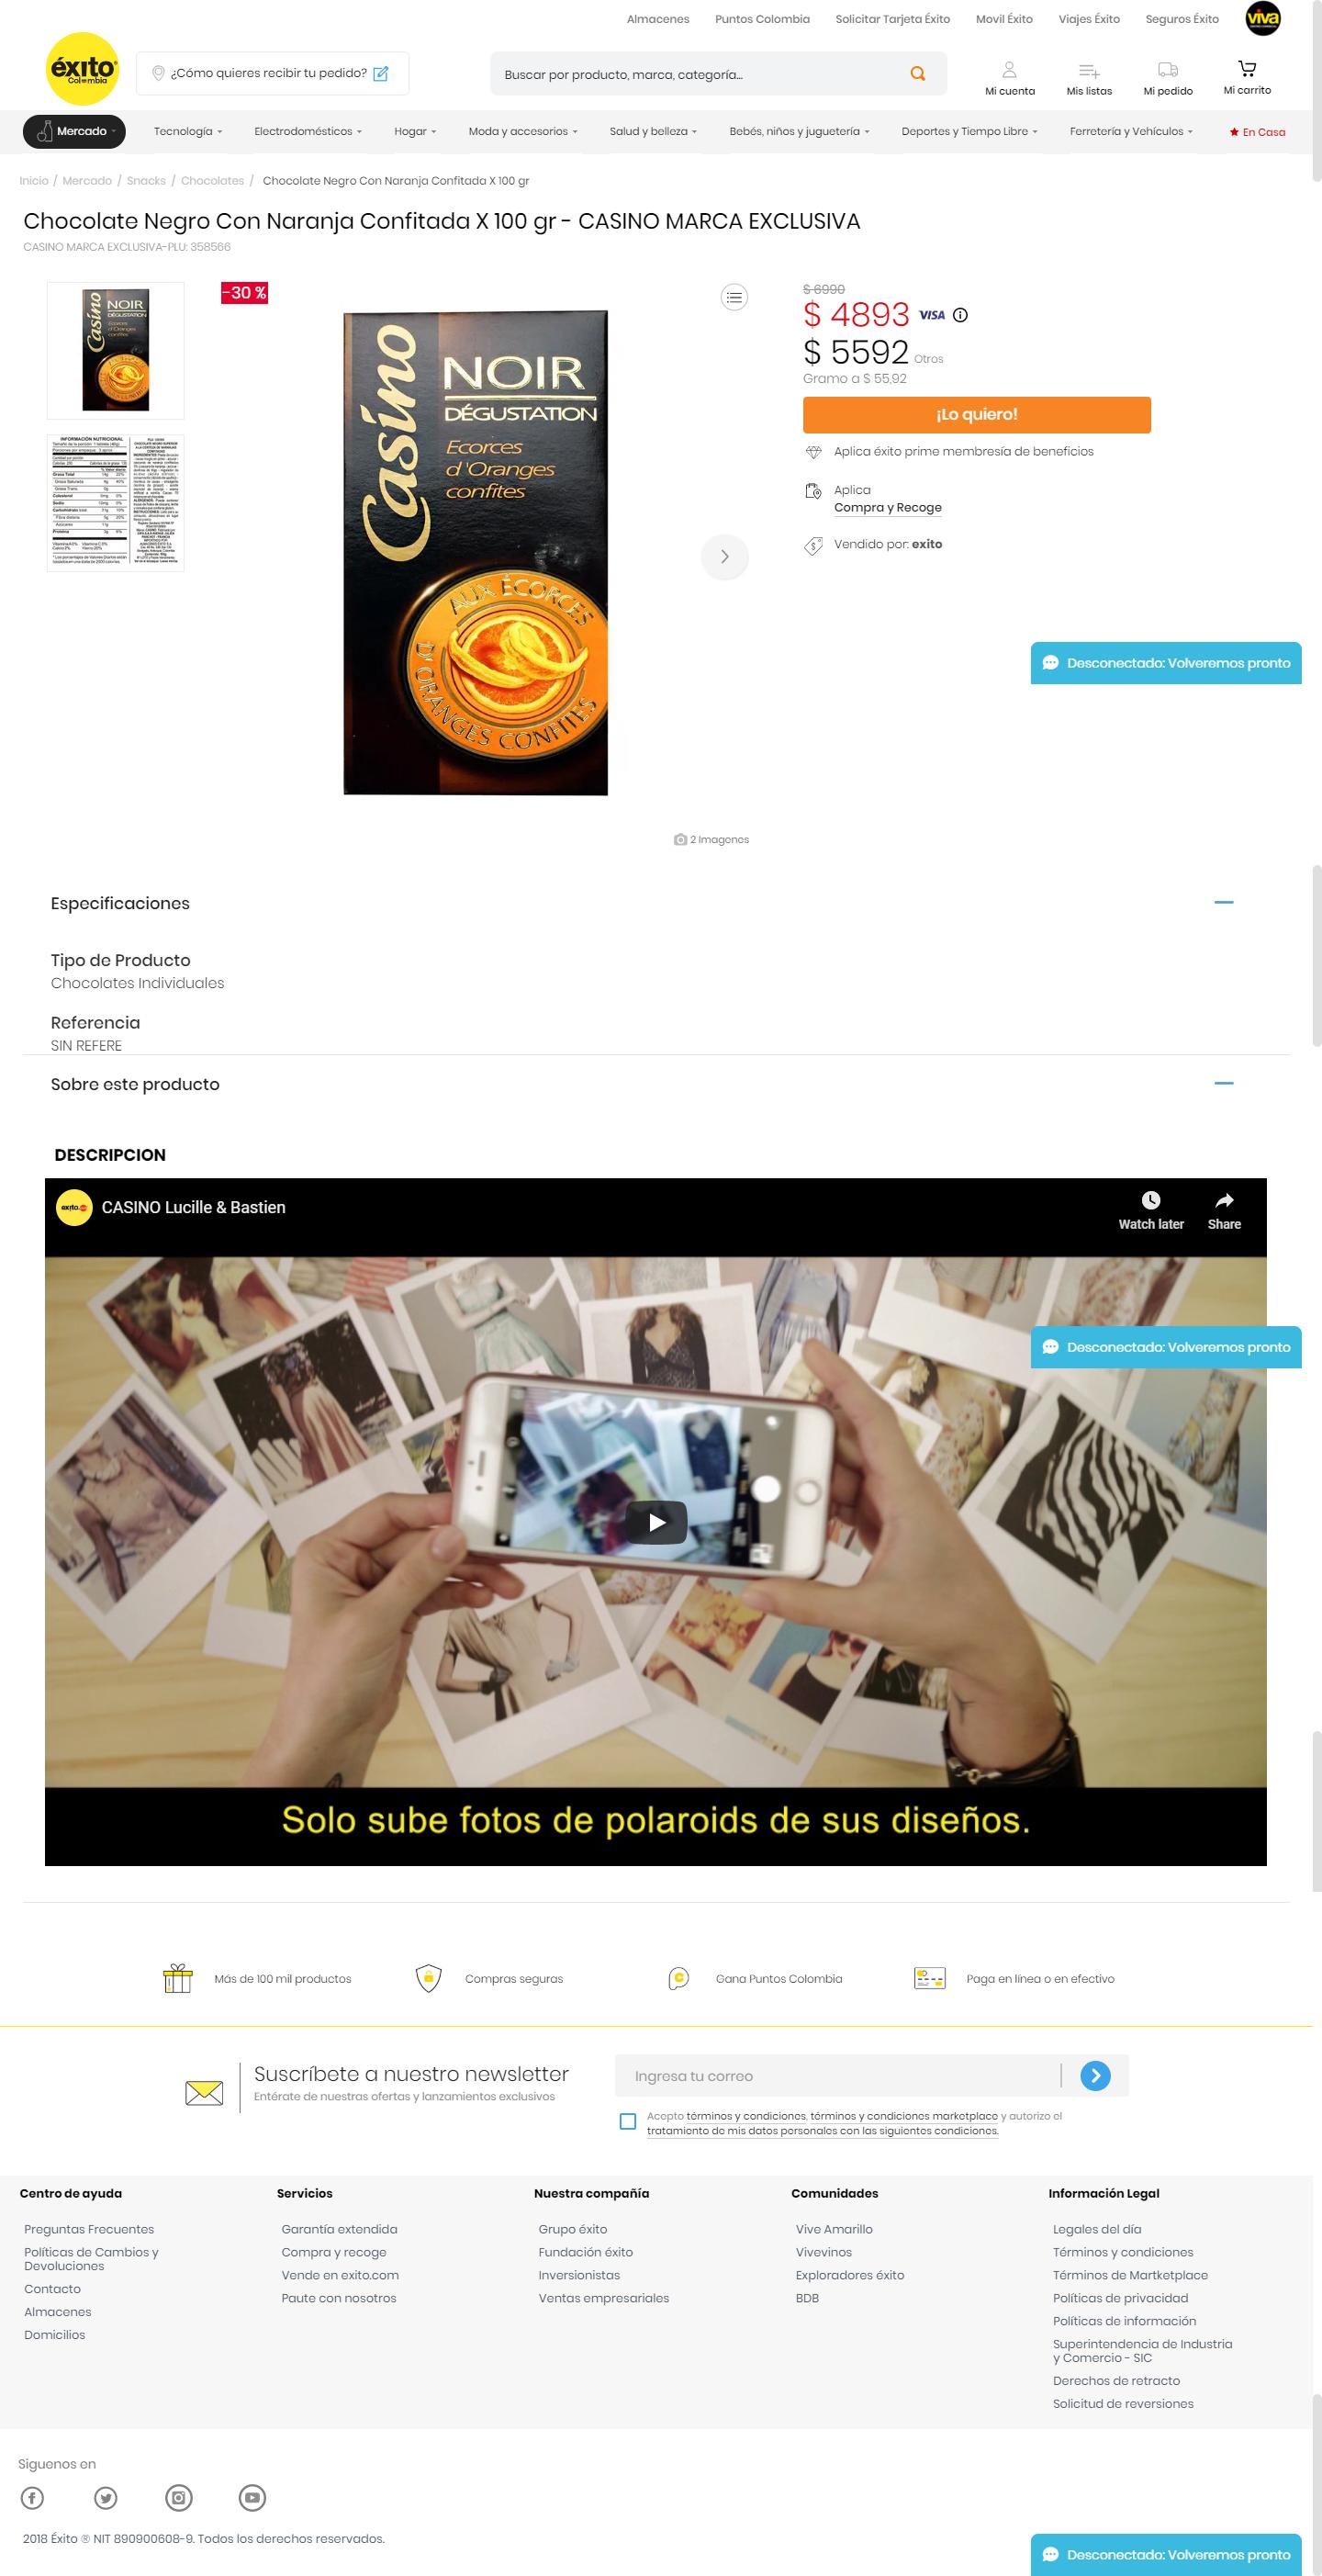 Almacenes Puntos Colombia Solicitar Tarjeta Éxito Movil Éxito Viajes Éxito Seguros Éxito viva
éxito
Colombia
¿Cómo quieres recibir tu pedido?
Buscar por producto, marca, categoría...
Mi cuenta Mis listas Mi pedido Mi carrito
Mercado Tecnología Electrodomésticos Hogar Moda y accesorios Salud y belleza Bebés, niños y juguetería Deportes y Tiempo Libre Ferretería y Vehículos En Casa
Inicio / Mercado / Snacks / Chocolates / Chocolate Negro Con Naranja Confitada X 100 gr
Chocolate Negro Con Naranja Confitada X 100 gr - CASINO MARCA EXCLUSIVA
CASINO MARCA EXCLUSIVA-PLU: 358566
Casino
NOIR
DÉGUSTATION
Ecorces
d'Oranges
confites
INFORMACIÓN NUTRICIONAL
-30 %
Casino
NOIR
DÉGUSTATION
Ecorces
d'Oranges
confites
AUX ÉCORCES
D'ORANGES CONFITES
2 Imagenes
$ 6990
$ 4893 VISA
$ 5592 Otros
Gramo a $ 55,92
¡Lo quiero!
Aplica éxito prime membresía de beneficios
Aplica
Compra y Recoge
Vendido por: exito
Desconectado: Volveremos pronto
Especificaciones
Tipo de Producto
Chocolates Individuales
Referencia
SIN REFERE
Sobre este producto
DESCRIPCION
exito.com
CASINO Lucille & Bastien
Watch later Share
Desconectado: Volveremos pronto
Solo sube fotos de polaroids de sus diseños.
Más de 100 mil productos Compras seguras Gana Puntos Colombia Paga en línea o en efectivo
Suscríbete a nuestro newsletter
Entérate de nuestras ofertas y lanzamientos exclusivos
Ingresa tu correo
Acepto términos y condiciones, términos y condiciones marketplace y autorizo el
tratamiento de mis datos personales con las siguientes condiciones.
Centro de ayuda
Preguntas Frecuentes
Políticas de Cambios y
Devoluciones
Contacto
Almacenes
Domicilios
Servicios
Garantía extendida
Compra y recoge
Vende en exito.com
Paute con nosotros
Nuestra compañía
Grupo éxito
Fundación éxito
Inversionistas
Ventas empresariales
Comunidades
Vive Amarillo
Vivevinos
Exploradores éxito
BDB
Información Legal
Legales del día
Términos y condiciones
Términos de Martketplace
Políticas de privacidad
Políticas de información
Superintendencia de Industria
y Comercio - SIC
Derechos de retracto
Solicitud de reversiones
Siguenos en
2018 Éxito ® NIT 890900608-9. Todos los derechos reservados.
Desconectado: Volveremos pronto